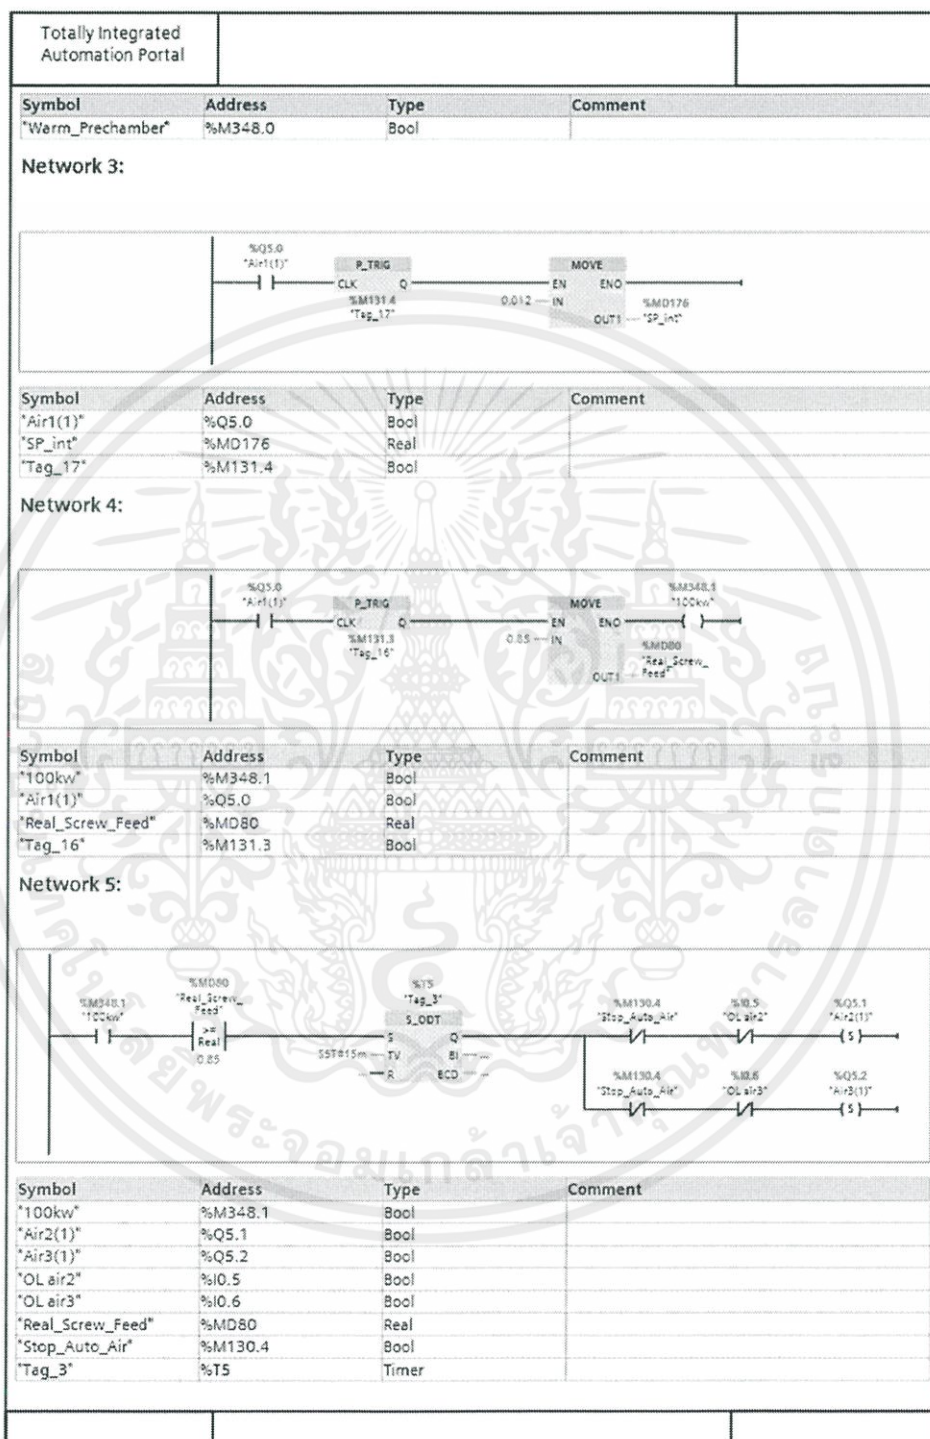 Totally Integrated
Automation Portal
Symbol Address Type Comment
"Warm_Prechamber" %M348.0 Bool
Network 3:
%Q5.0
"Air1(1)"
P_TRIG
CLK Q
%M131.4
"Tag_17"
MOVE
EN ENO
0.012 IN
%MD176
OUT1 "SP_int"
Symbol Address Type Comment
"Air1(1)" %Q5.0 Bool
"SP_int" %MD176 Real
"Tag_17" %M131.4 Bool
Network 4:
%Q5.0
"Air1(1)"
P_TRIG
CLK Q
%M131.3
"Tag_16"
MOVE
EN ENO
0.85 IN
%M348.1
"100kw"
%MD80
"Real_Screw_
Feed"
OUT1
Symbol Address Type Comment
"100kw" %M348.1 Bool
"Air1(1)" %Q5.0 Bool
"Real_Screw_Feed" %MD80 Real
"Tag_16" %M131.3 Bool
Network 5:
%M348.1
"100kw"
%MD80
"Real_Screw_
Feed"
>=
Real
0.85
%T5
"Tag_3"
S_ODT
S Q
S5T#15m TV BI ...
... R BCD ...
%M130.4
"Stop_Auto_Air"
%I0.5
"OL air2"
%Q5.1
"Air2(1)"
S
%M130.4
"Stop_Auto_Air"
%I0.6
"OL air3"
%Q5.2
"Air3(1)"
S
Symbol Address Type Comment
"100kw" %M348.1 Bool
"Air2(1)" %Q5.1 Bool
"Air3(1)" %Q5.2 Bool
"OL air2" %I0.5 Bool
"OL air3" %I0.6 Bool
"Real_Screw_Feed" %MD80 Real
"Stop_Auto_Air" %M130.4 Bool
"Tag_3" %T5 Timer